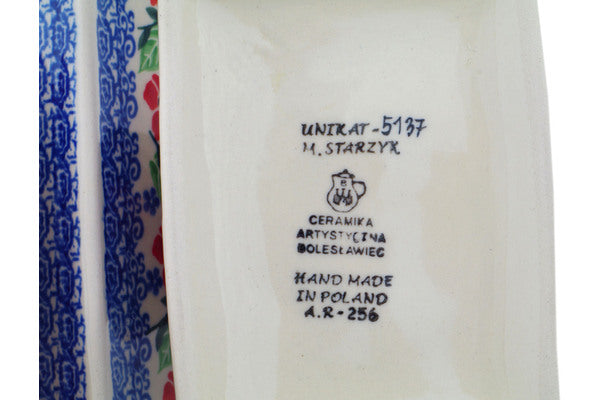 UNIKAT-5137
M. STARZYK
CERAMIKA
ARTYSTYCZNA
BOLESŁAWIEC
HAND MADE
IN POLAND
A.R-256